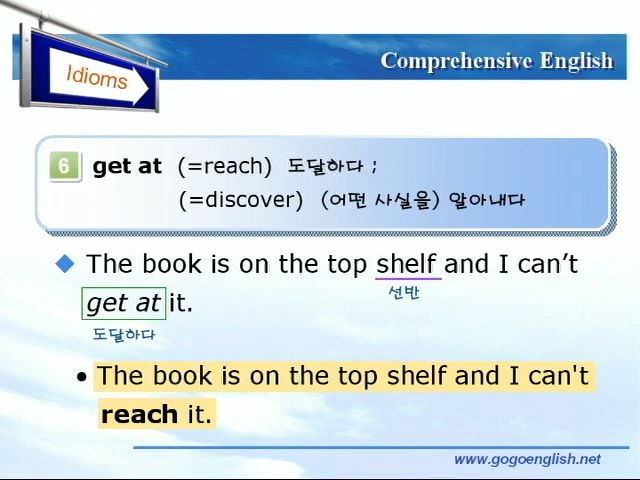 Idioms
Comprehensive English
6 get at (=reach) 도달하다 ;
(=discover) (어떤 사실을) 알아내다
◆ The book is on the top shelf and I can’t
선반
get at it.
도달하다
• The book is on the top shelf and I can't
reach it.
www.gogoenglish.net